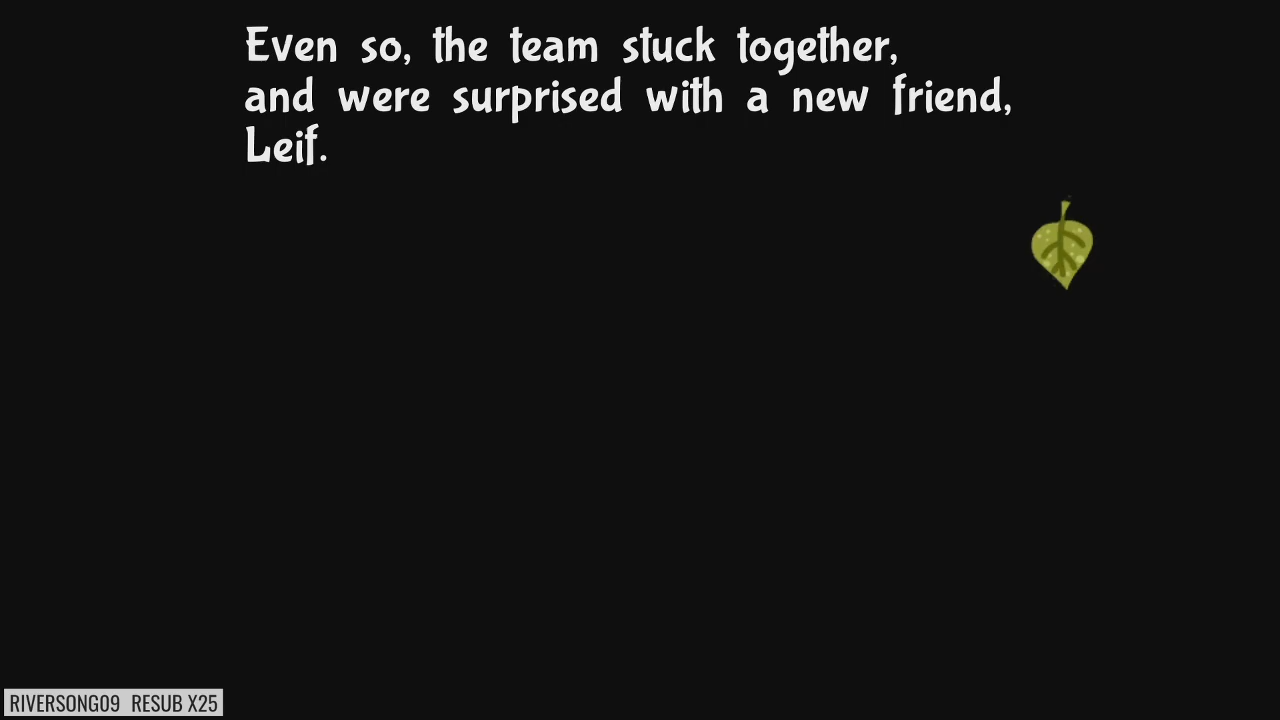 Even so, the team stuck together,
and were surprised with a new friend,
Leif.
RIVERSONG09 RESUB X25